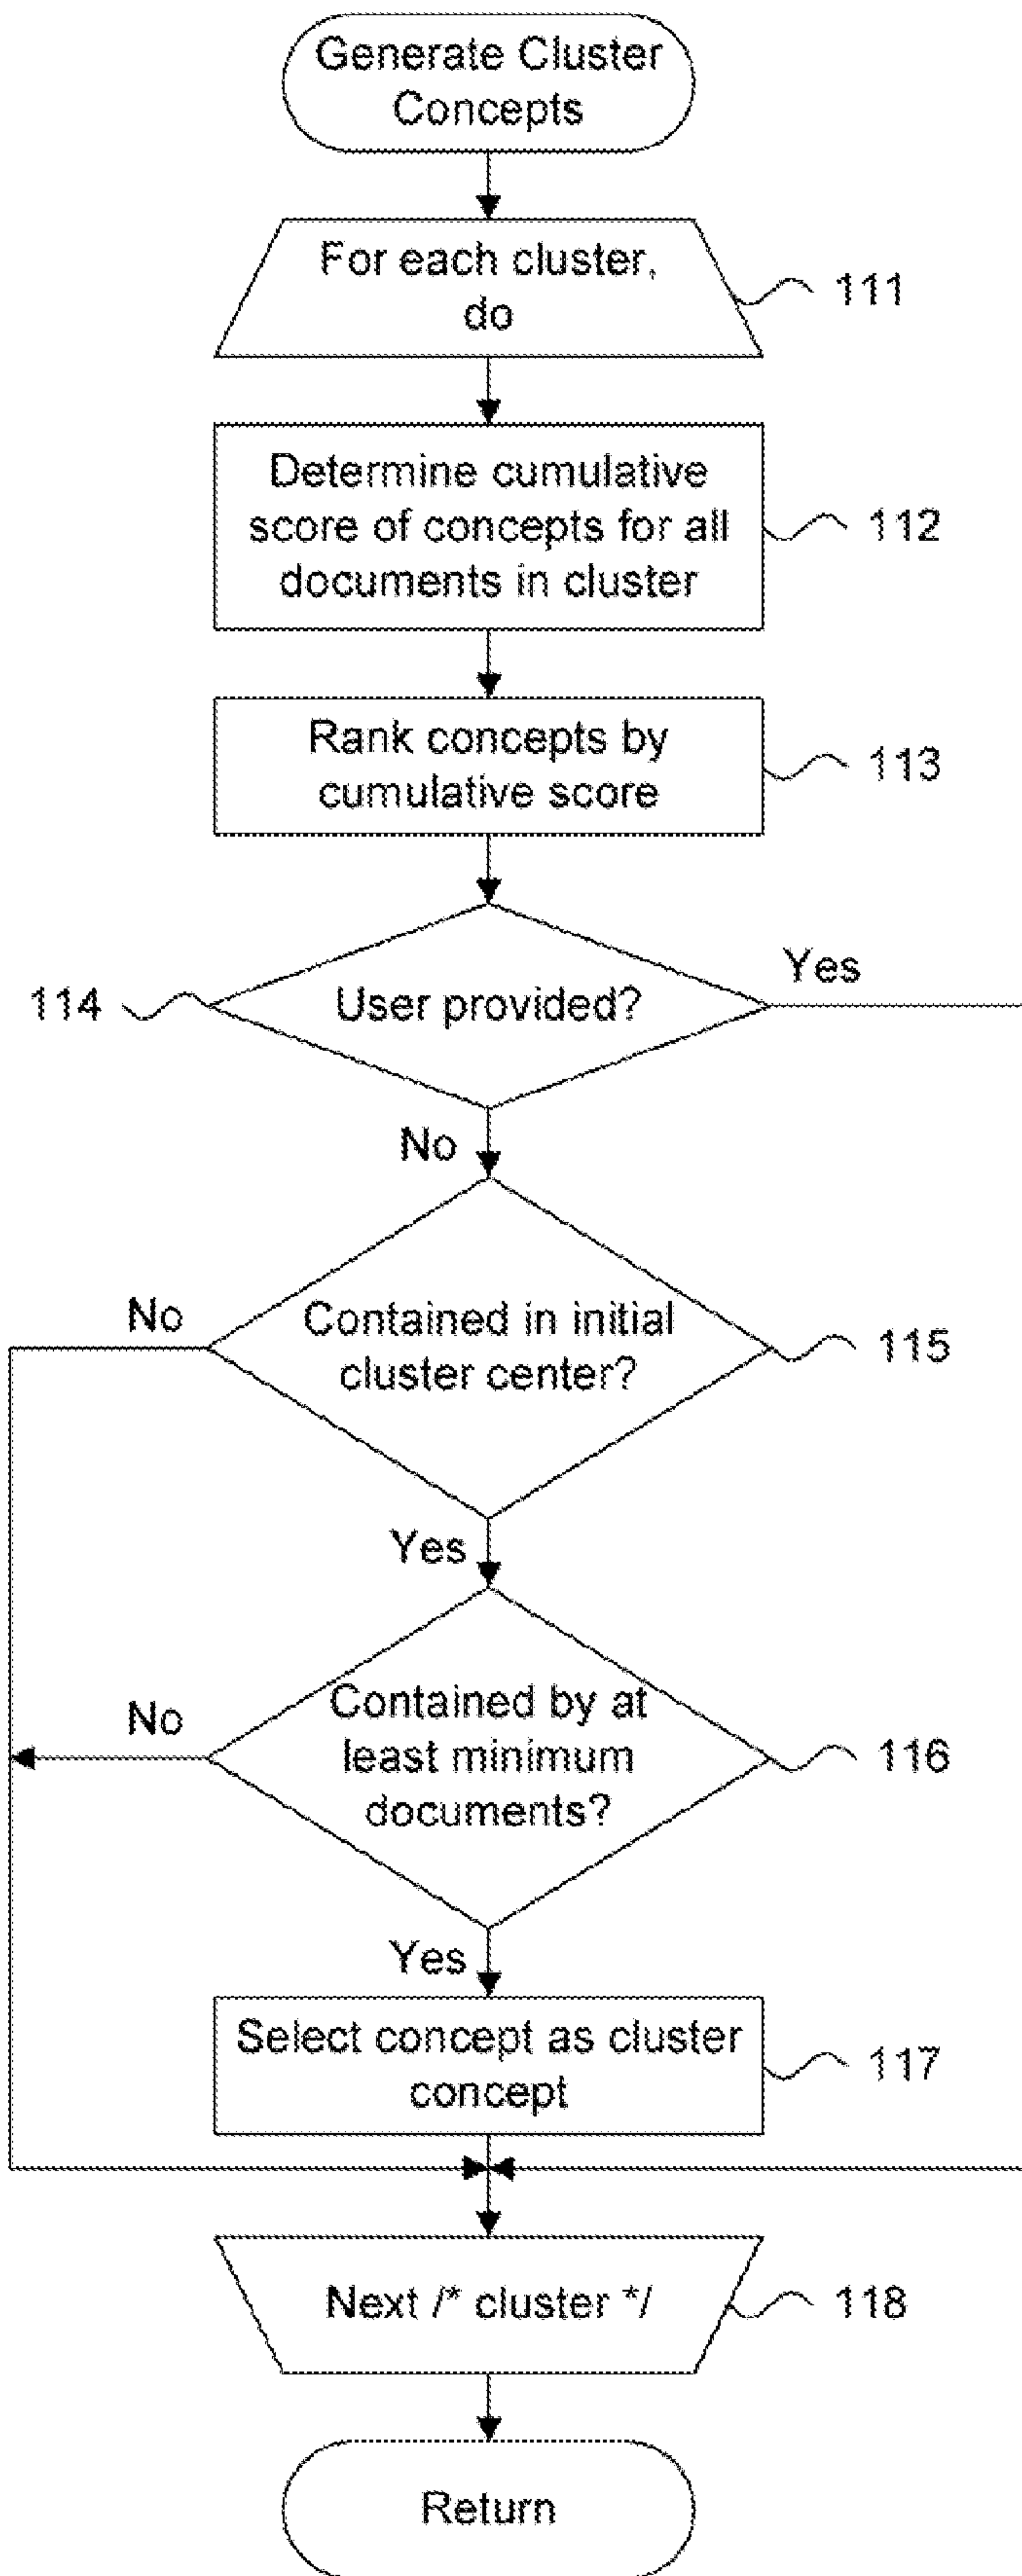 Generate Cluster
Concepts
For each cluster,
do
111
Determine cumulative
score of concepts for all
documents in cluster
112
Rank concepts by
cumulative score
113
114
User provided?
Yes
No
No
Contained in initial
cluster center?
115
Yes
No
Contained by at
least minimum
documents?
116
Yes
Select concept as cluster
concept
117
Next /* cluster */
118
Return